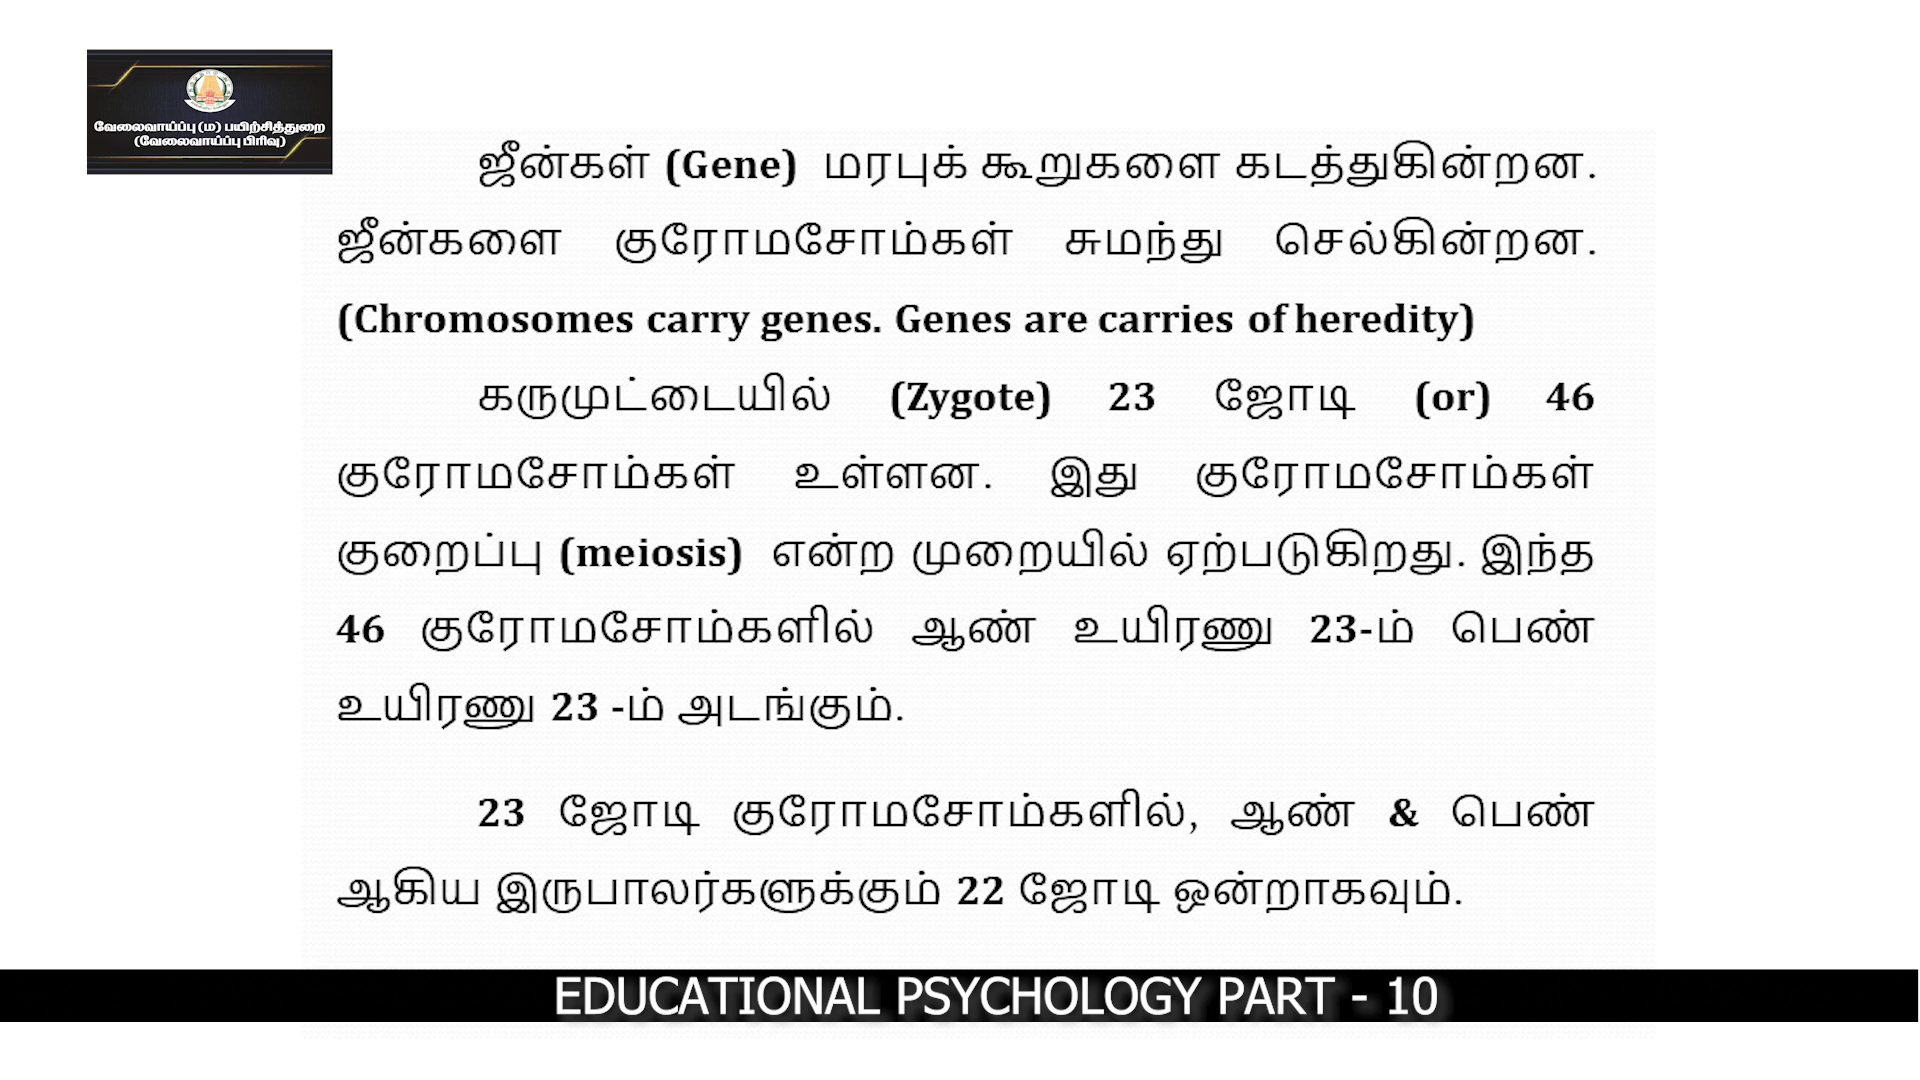 வேலைவாய்ப்பு (ம) பயிற்சித்துறை
(வேலைவாய்ப்பு பிரிவு)
ஜீன்கள் (Gene) மரபுக் கூறுகளை கடத்துகின்றன.
ஜீன்களை குரோமசோம்கள் சுமந்து செல்கின்றன.
(Chromosomes carry genes. Genes are carries of heredity)
கருமுட்டையில் (Zygote) 23 ஜோடி (or) 46
குரோமசோம்கள் உள்ளன. இது குரோமசோம்கள்
குறைப்பு (meiosis) என்ற முறையில் ஏற்படுகிறது. இந்த
46 குரோமசோம்களில் ஆண் உயிரணு 23-ம் பெண்
உயிரணு 23 -ம் அடங்கும்.
23 ஜோடி குரோமசோம்களில், ஆண் & பெண்
ஆகிய இருபாலர்களுக்கும் 22 ஜோடி ஒன்றாகவும்.
EDUCATIONAL PSYCHOLOGY PART - 10